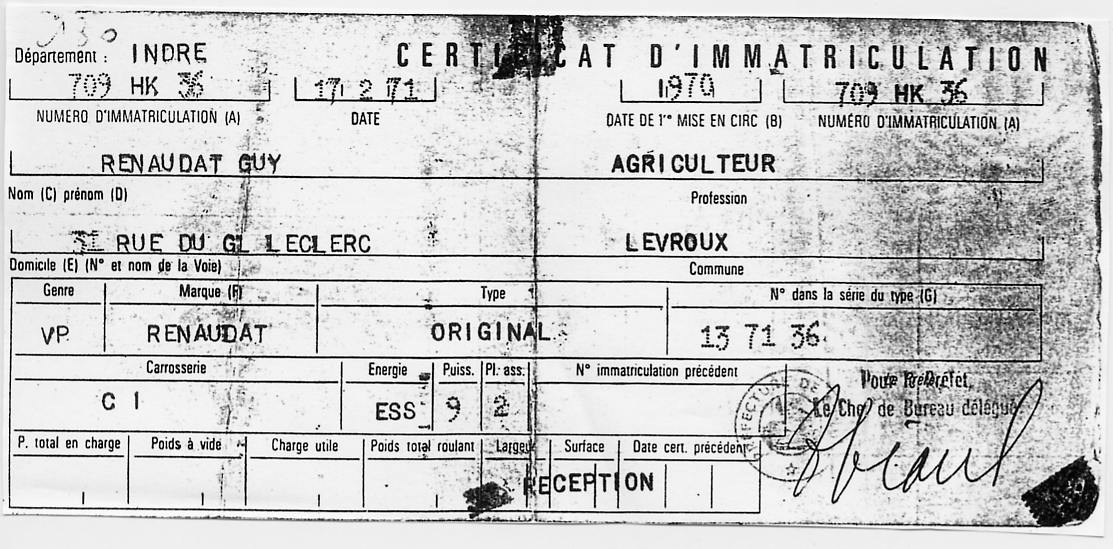 Département : INDRE
CERTIFICAT D'IMMATRICULATION
709 HK 36 17 2 71 1970 709 HK 36
NUMÉRO D'IMMATRICULATION (A) DATE DATE DE 1re MISE EN CIRC (B) NUMÉRO D'IMMATRICULATION (A)
RENAUDAT GUY AGRICULTEUR
Nom (C) prénom (D) Profession
31 RUE DU GL LECLERC LEVROUX
Domicile (E) (N° et nom de la Voie) Commune
Genre Marque (F) Type N° dans la série du type (G)
VP RENAUDAT ORIGINAL 13 71 36
Carrosserie Energie Puiss. Pl. ass. N° immatriculation précédent
C I ESS 9 2
Pour le Préfet,
Le Chef de Bureau délégué
PREFECTURE DE
P. total en charge Poids à vide Charge utile Poids total roulant Largeur Surface Date cert. précédent
RECEPTION